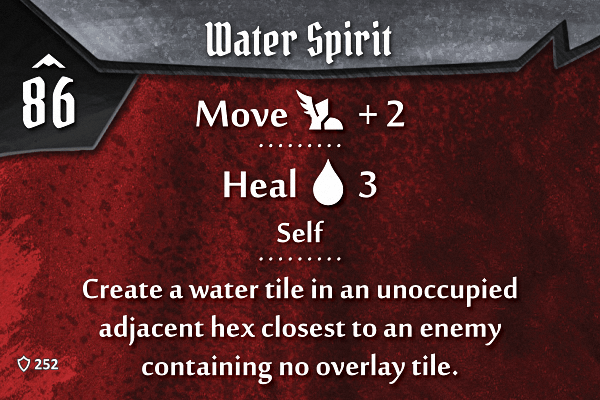 Water Spirit
86
Move + 2
Heal 3
Self
Create a water tile in an unoccupied
adjacent hex closest to an enemy
containing no overlay tile.
252